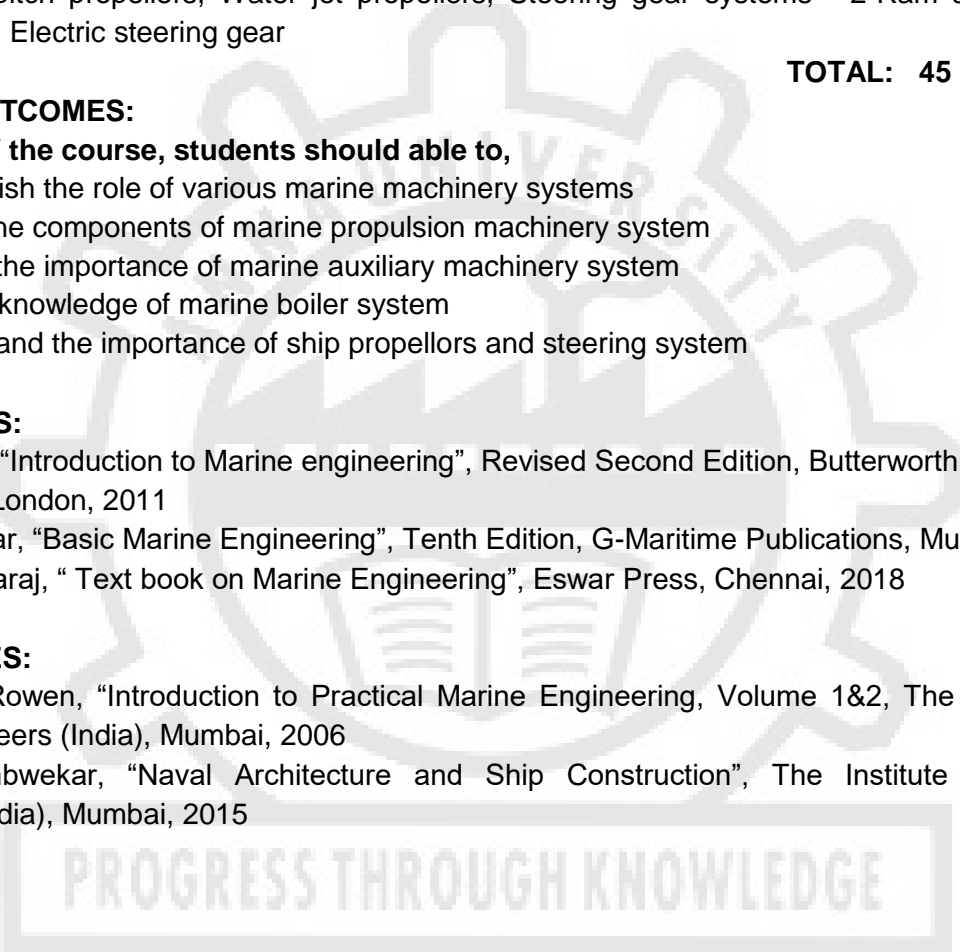 itch propellers, Water jet propellers, Steering gear systems - 2-Ram
Electric steering gear
TOTAL: 45
TCOMES:
the course, students should able to,
ish the role of various marine machinery systems
ne components of marine propulsion machinery system
the importance of marine auxiliary machinery system
knowledge of marine boiler system
and the importance of ship propellors and steering system
S:
“Introduction to Marine engineering”, Revised Second Edition, Butterworth
London, 2011
ar, “Basic Marine Engineering”, Tenth Edition, G-Maritime Publications, Mu
araj, “ Text book on Marine Engineering”, Eswar Press, Chennai, 2018
ES:
Rowen, “Introduction to Practical Marine Engineering, Volume 1&2, The
eers (India), Mumbai, 2006
bwekar, “Naval Architecture and Ship Construction”, The Institute
dia), Mumbai, 2015
ANNA UNIVERSITY
PROGRESS THROUGH KNOWLEDGE